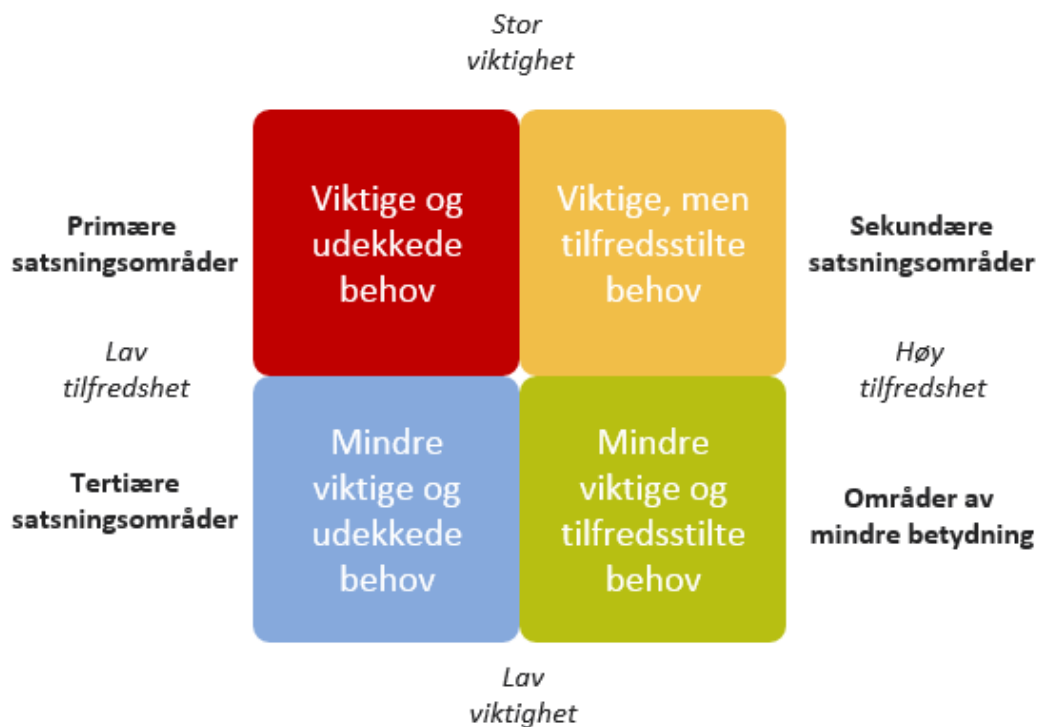 Stor
viktighet
Primære
satsningsområder
Viktige og
udekkede
behov
Viktige, men
tilfredsstilte
behov
Sekundære
satsningsområder
Lav
tilfredshet
Høy
tilfredshet
Tertiære
satsningsområder
Mindre
viktige og
udekkede
behov
Mindre
viktige og
tilfredsstilte
behov
Områder av
mindre betydning
Lav
viktighet